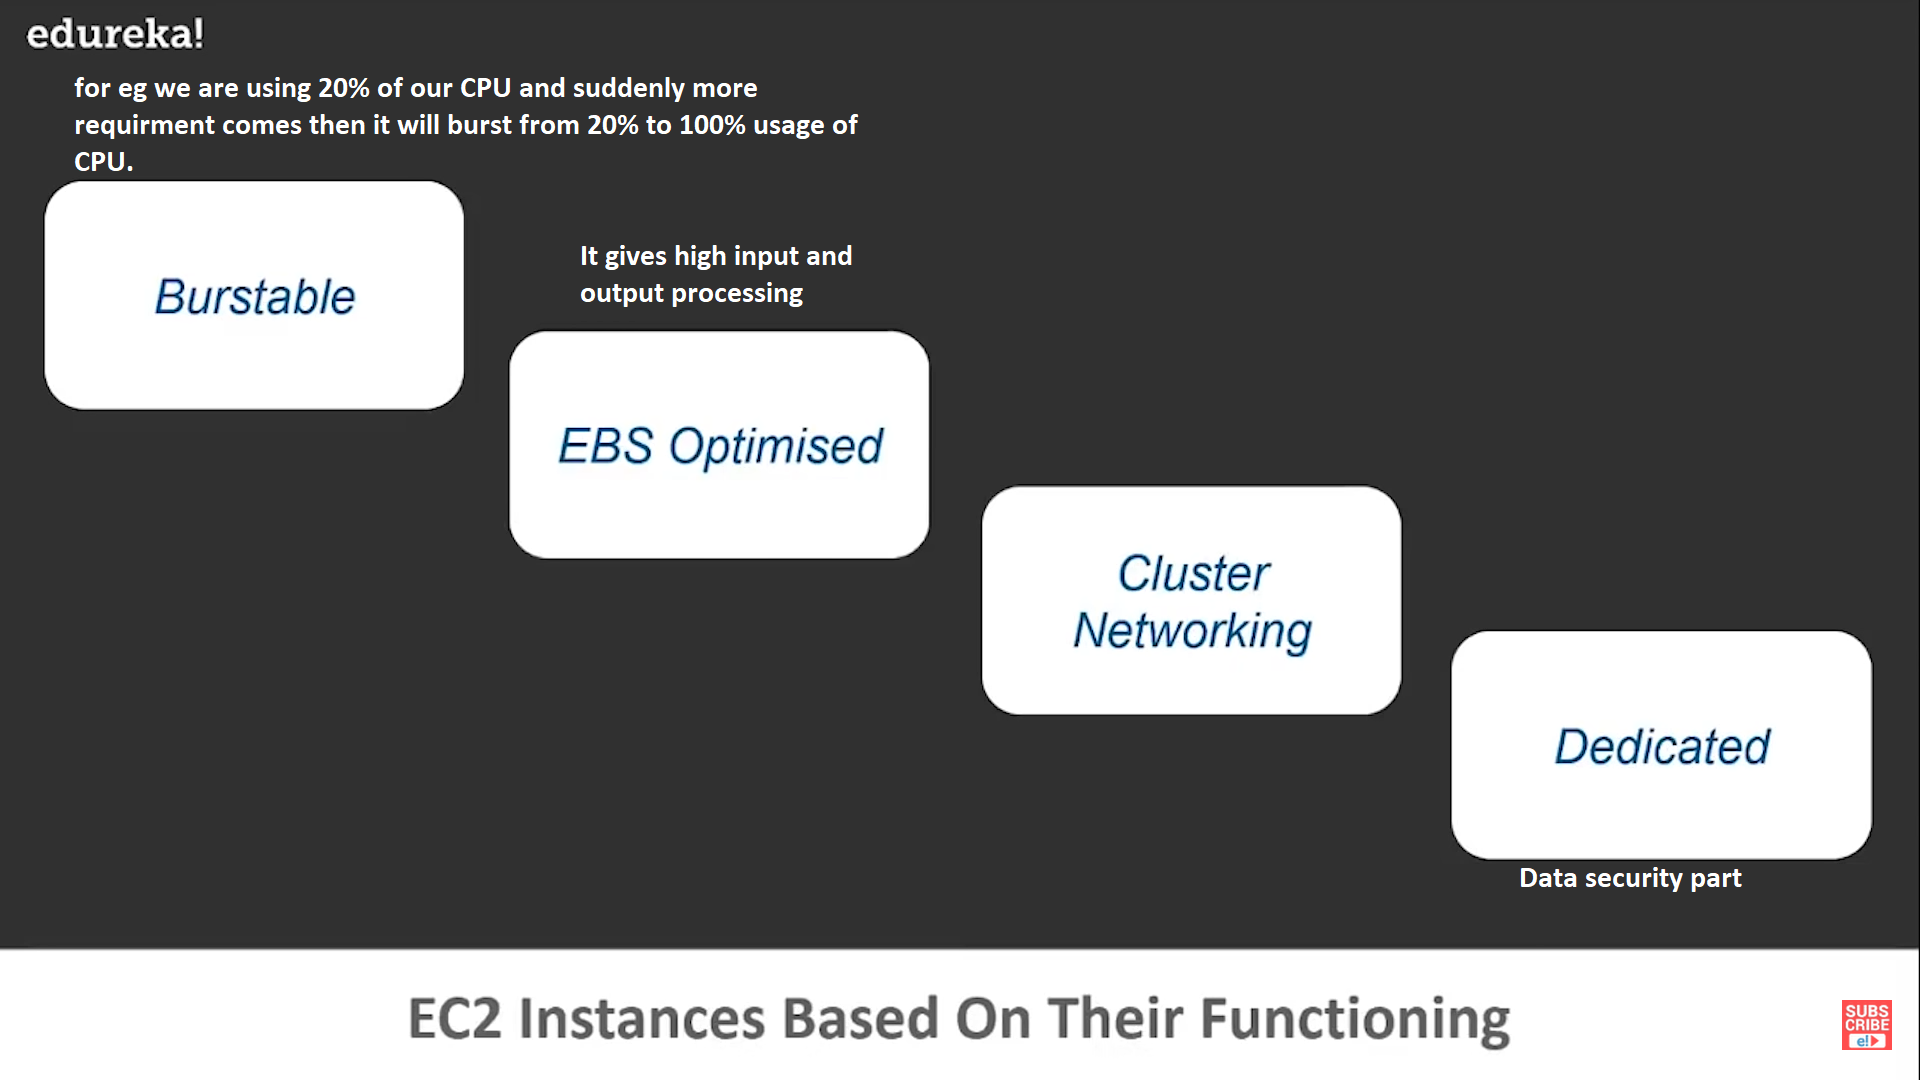 edureka!
for eg we are using 20% of our CPU and suddenly more
requirment comes then it will burst from 20% to 100% usage of
CPU.
Burstable
It gives high input and
output processing
EBS Optimised
Cluster
Networking
Dedicated
Data security part
EC2 Instances Based On Their Functioning
SUBS
CRIBE
e!